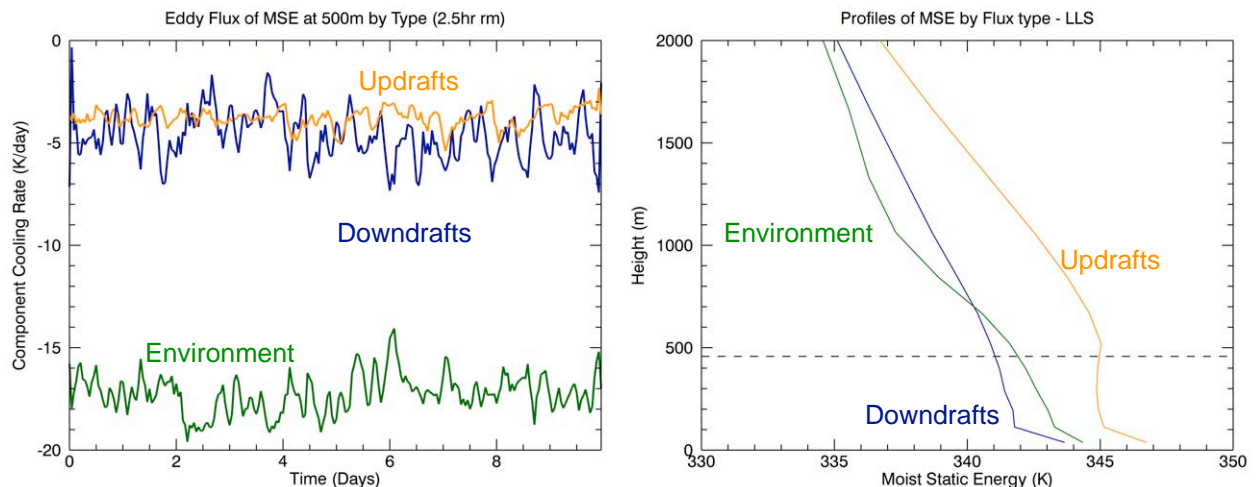 Eddy Flux of MSE at 500m by Type (2.5hr rm)
0
-5
-10
-15
-20
Component Cooling Rate (K/day)
Updrafts
Downdrafts
Environment
0 2 4 6 8
Time (Days)
Profiles of MSE by Flux type - LLS
2000
1500
1000
500
0
Height (m)
Environment
Updrafts
Downdrafts
330 335 340 345 350
Moist Static Energy (K)